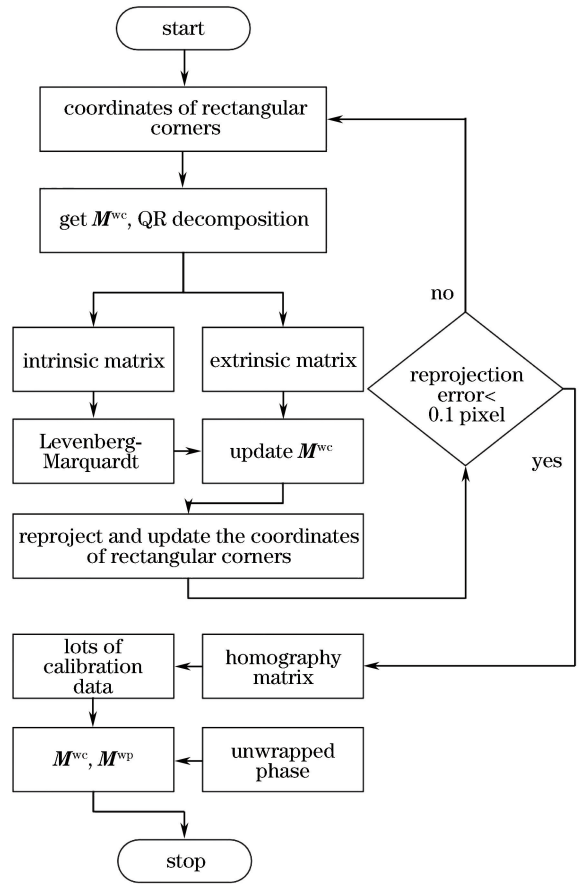 start
coordinates of rectangular
corners
get M^wc, QR decomposition
no
intrinsic matrix
extrinsic matrix
reprojection
error<
0.1 pixel
Levenberg-
Marquardt
update M^wc
yes
reproject and update the coordinates
of rectangular corners
lots of
calibration
data
homography
matrix
M^wc, M^wp
unwrapped
phase
stop